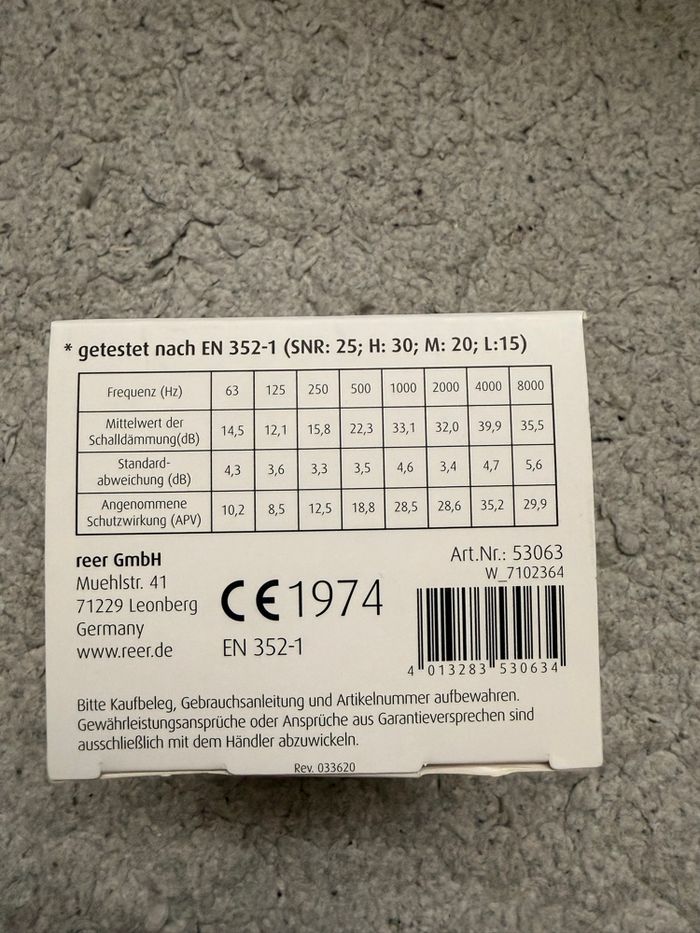 * getestet nach EN 352-1 (SNR: 25; H: 30; M: 20; L:15)
Frequenz (Hz) 63 125 250 500 1000 2000 4000 8000
Mittelwert der
Schalldämmung(dB) 14,5 12,1 15,8 22,3 33,1 32,0 39,9 35,5
Standard-
abweichung (dB) 4,3 3,6 3,3 3,5 4,6 3,4 4,7 5,6
Angenommene
Schutzwirkung (APV) 10,2 8,5 12,5 18,8 28,5 28,6 35,2 29,9
reer GmbH
Muehlstr. 41
71229 Leonberg
Germany
www.reer.de
CE 1974
EN 352-1
Art.Nr.: 53063
W_7102364
4 013283 530634
Bitte Kaufbeleg, Gebrauchsanleitung und Artikelnummer aufbewahren.
Gewährleistungsansprüche oder Ansprüche aus Garantieversprechen sind
ausschließlich mit dem Händler abzuwickeln.
Rev. 033620